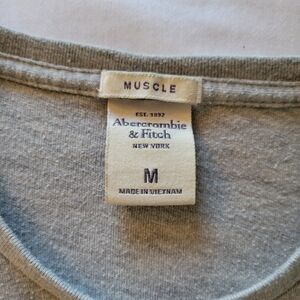 MUSCLE
EST. 1892
Abercrombie
& Fitch
NEW YORK
M
MADE IN VIETNAM